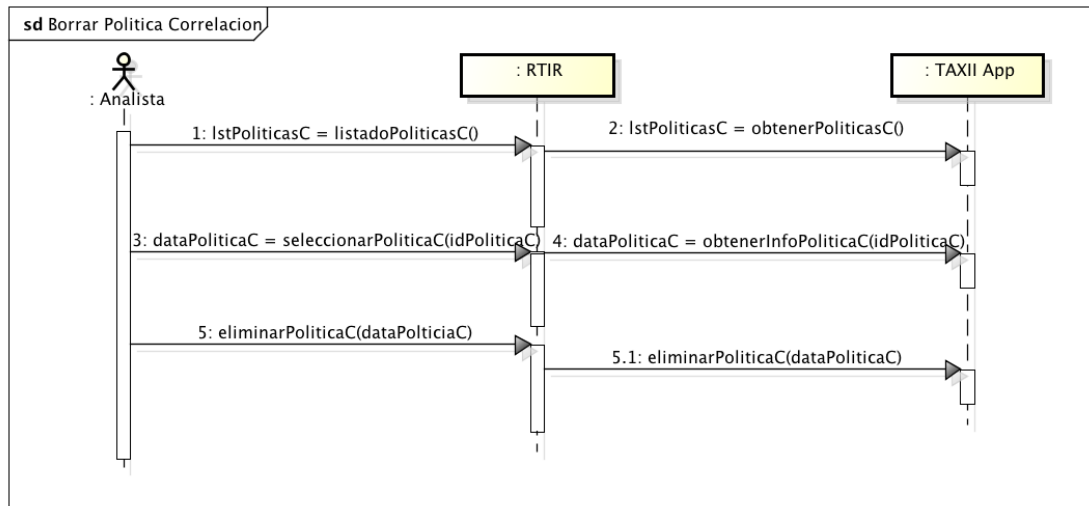 sd Borrar Politica Correlacion
: Analista
: RTIR
: TAXII App
1: lstPoliticasC = listadoPoliticasC()
2: lstPoliticasC = obtenerPoliticasC()
3: dataPoliticaC = seleccionarPoliticaC(idPoliticaC)
4: dataPoliticaC = obtenerInfoPoliticaC(idPoliticaC)
5: eliminarPoliticaC(dataPolticiaC)
5.1: eliminarPoliticaC(dataPoliticaC)